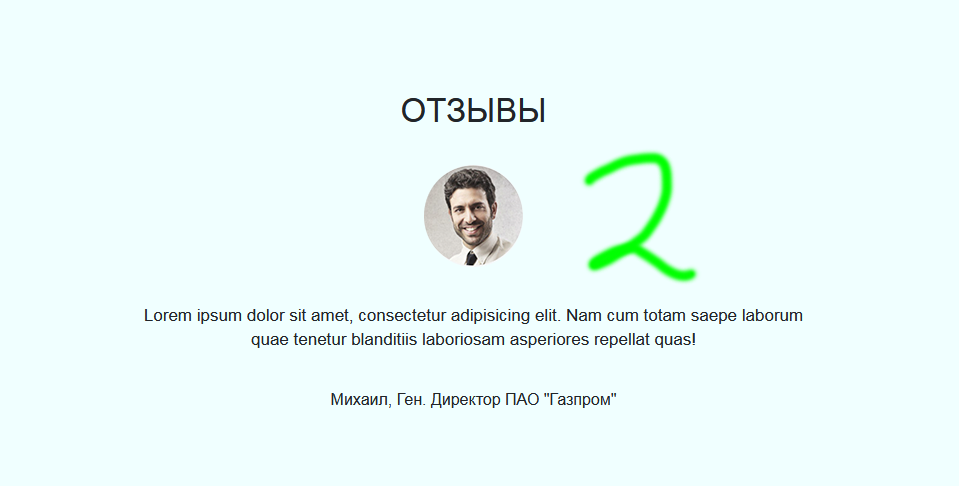 ОТЗЫВЫ
2
Lorem ipsum dolor sit amet, consectetur adipisicing elit. Nam cum totam saepe laborum
quae tenetur blanditiis laboriosam asperiores repellat quas!
Михаил, Ген. Директор ПАО "Газпром"